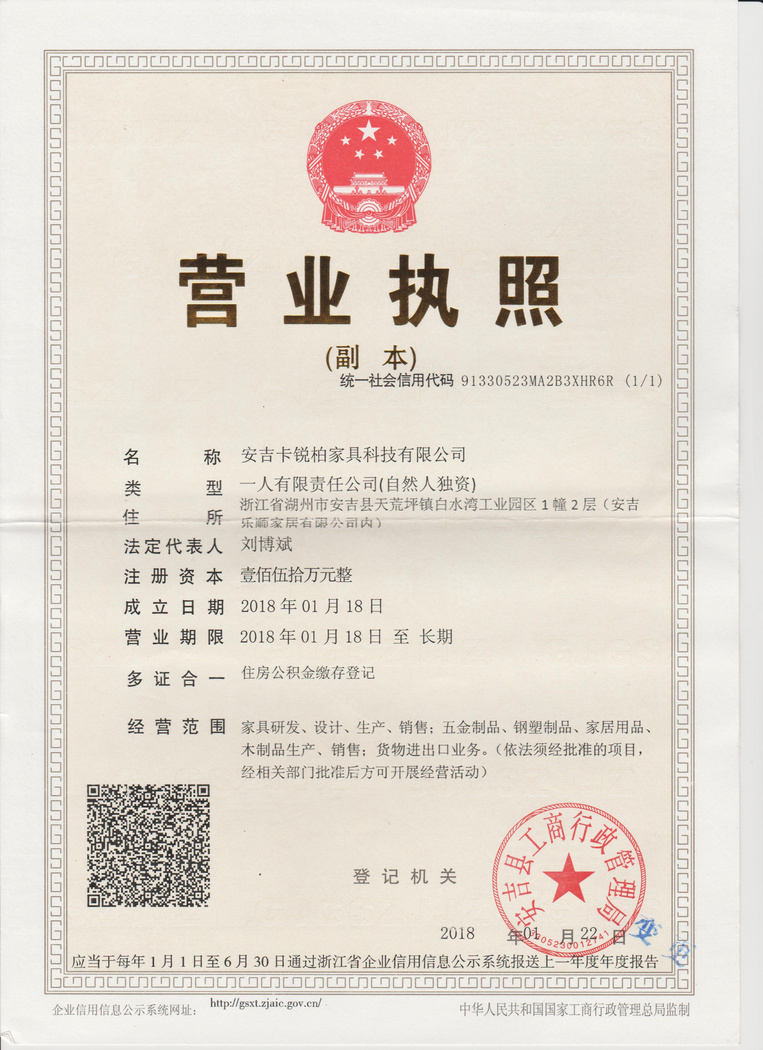 营业执照
(副 本)
统一社会信用代码 91330523MA2B3XHR6R (1/1)
名 称 安吉卡锐柏家具科技有限公司
类 型 一人有限责任公司(自然人独资)
住 所 浙江省湖州市安吉县天荒坪镇白水湾工业园区1幢2层（安吉
乐顺家居有限公司内）
法定代表人 刘博斌
注册资本 壹佰伍拾万元整
成立日期 2018年01月18日
营业期限 2018年01月18日 至 长期
多证合一 住房公积金缴存登记
经营范围 家具研发、设计、生产、销售；五金制品、钢塑制品、家居用品、
木制品生产、销售；货物进出口业务。（依法须经批准的项目，
经相关部门批准后方可开展经营活动）
安吉县工商行政管理局
3305230012741
登记机关
2018 年01 月22 日
应当于每年1月1日至6月30日通过浙江省企业信用信息公示系统报送上一年度年度报告
企业信用信息公示系统网址： http://gsxt.zjaic.gov.cn/
中华人民共和国国家工商行政管理总局监制